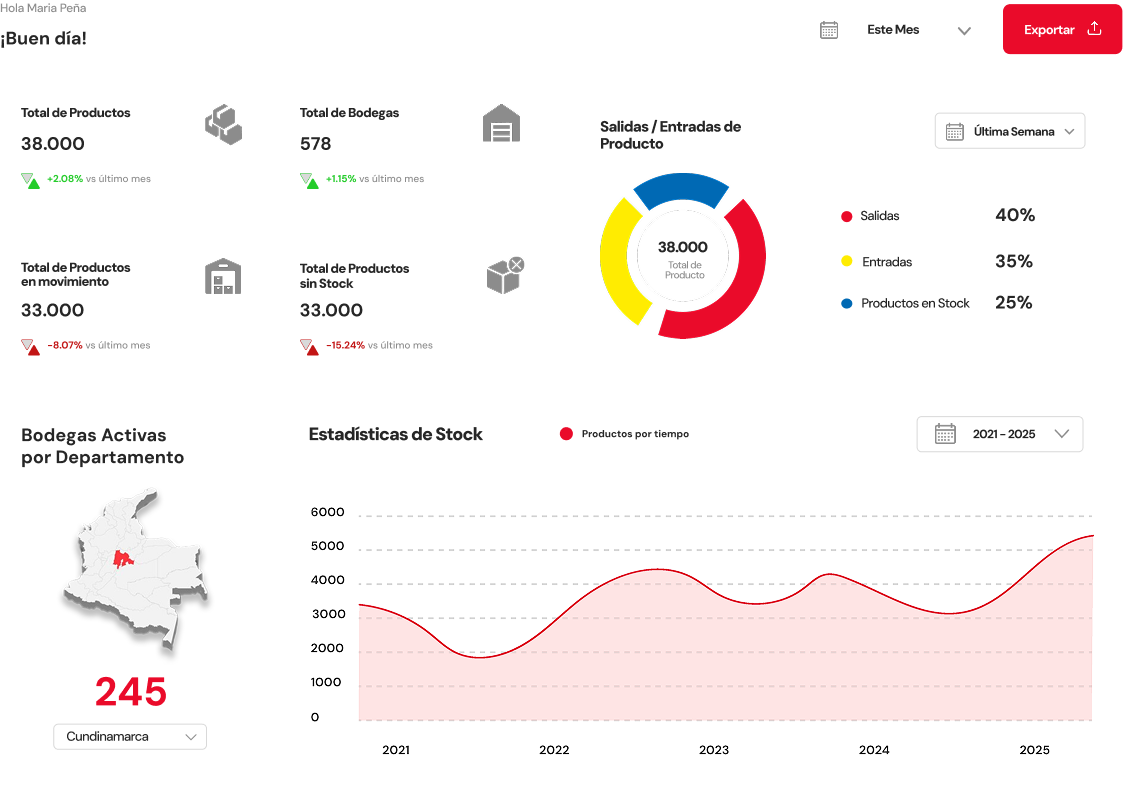 Hola Maria Peña
¡Buen día!
Este Mes
Exportar
Total de Productos
38.000
+2.08% vs último mes
Total de Bodegas
578
+1.15% vs último mes
Total de Productos
en movimiento
33.000
-8.07% vs último mes
Total de Productos
sin Stock
33.000
-15.24% vs último mes
Salidas / Entradas de
Producto
Última Semana
38.000
Total de
Producto
Salidas 40%
Entradas 35%
Productos en Stock 25%
Bodegas Activas
por Departamento
245
Cundinamarca
Estadísticas de Stock
Productos por tiempo
2021 - 2025
6000
5000
4000
3000
2000
1000
0
2021 2022 2023 2024 2025